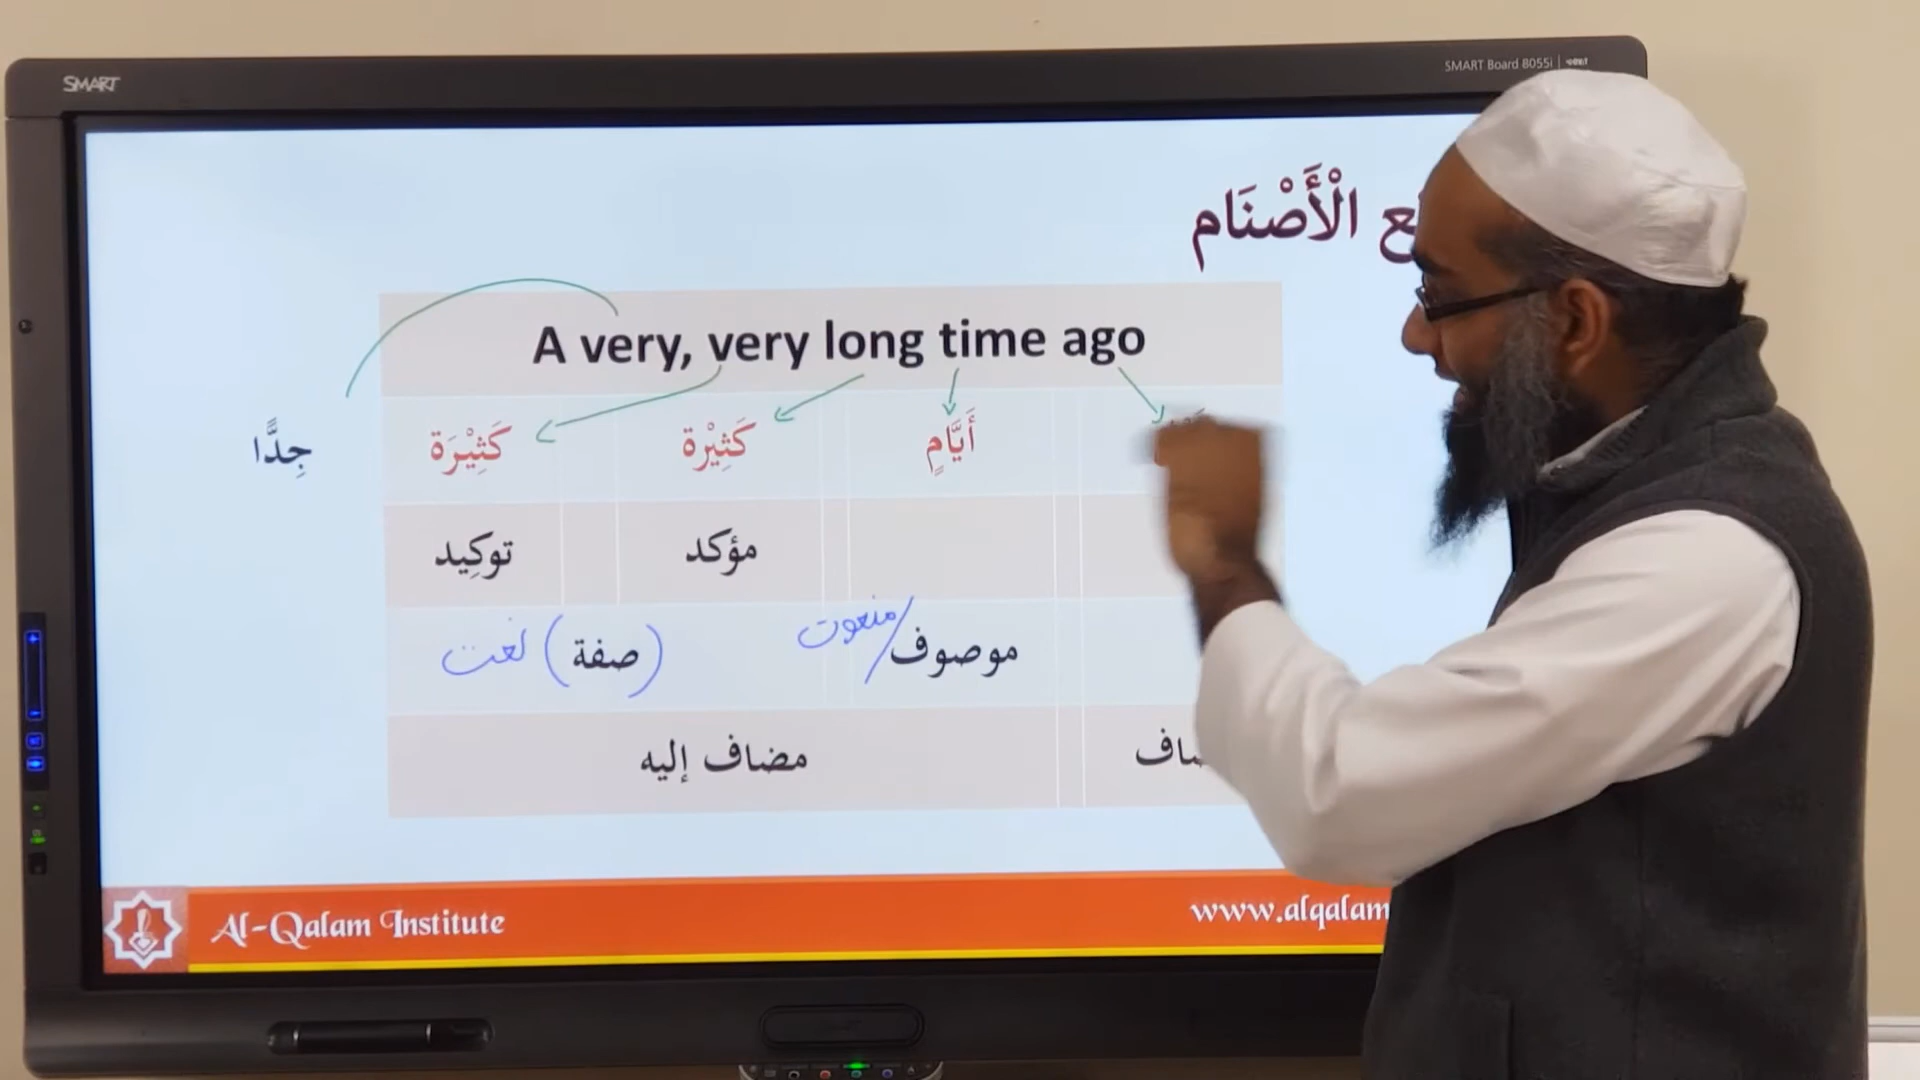 SMART
SMART Board 8055i
الْأَصْنَام
A very, very long time ago
أَيَّامٍ كَثِيْرة كَثِيْرَة جِدًّا
مؤكد توكِيد
موصوف/منعوت (صفة) نعت
مضاف إليه
Al-Qalam Institute
www.alqalam